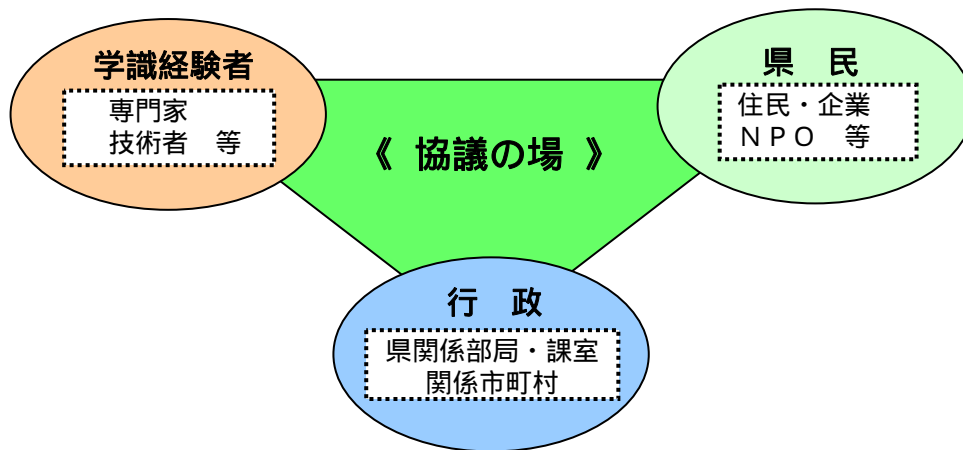 学識経験者
専門家
技術者　等
県　民
住民・企業
ＮＰＯ　等
《 協議の場 》
行　政
県関係部局・課室
関係市町村